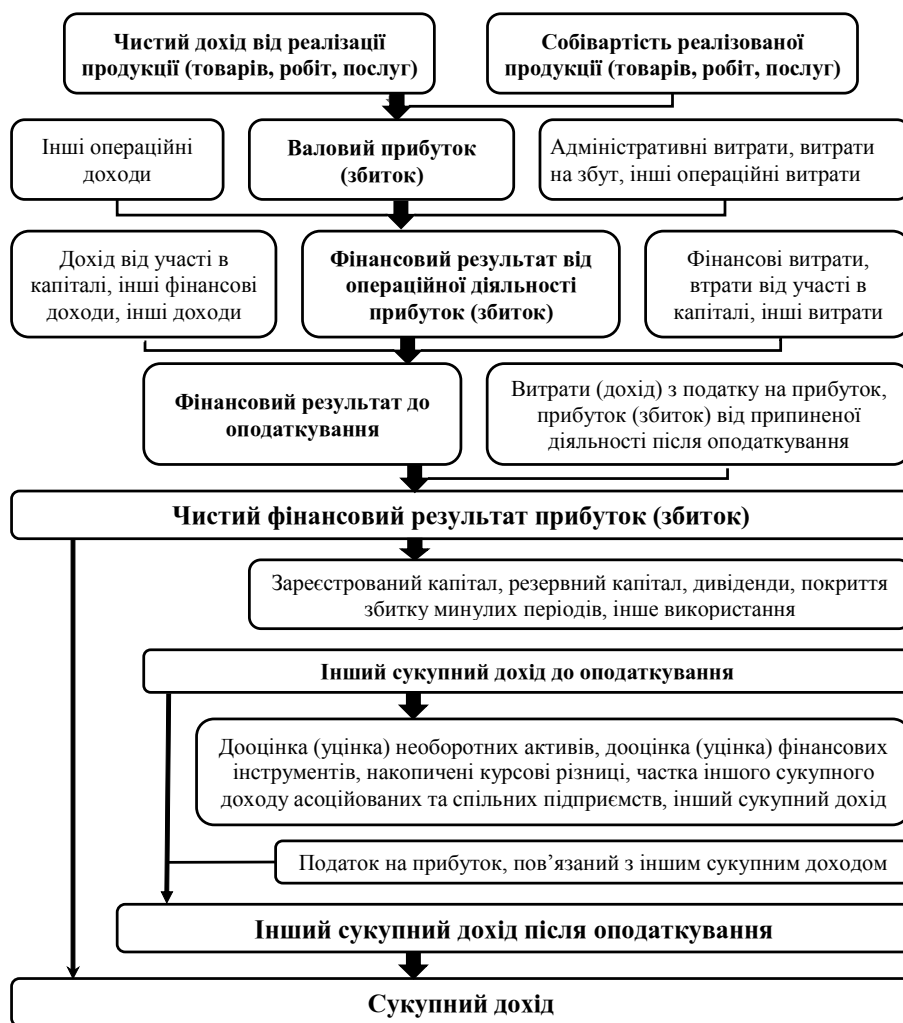 Чистий дохід від реалізації
продукції (товарів, робіт, послуг)
Собівартість реалізованої
продукції (товарів, робіт, послуг)
Інші операційні
доходи
Валовий прибуток
(збиток)
Адміністративні витрати, витрати
на збут, інші операційні витрати
Дохід від участі в
капіталі, інші фінансові
доходи, інші доходи
Фінансовий результат від
операційної діяльності
прибуток (збиток)
Фінансові витрати,
втрати від участі в
капіталі, інші витрати
Фінансовий результат до
оподаткування
Витрати (дохід) з податку на прибуток,
прибуток (збиток) від припиненої
діяльності після оподаткування
Чистий фінансовий результат прибуток (збиток)
Зареєстрований капітал, резервний капітал, дивіденди, покриття
збитку минулих періодів, інше використання
Інший сукупний дохід до оподаткування
Дооцінка (уцінка) необоротних активів, дооцінка (уцінка) фінансових
інструментів, накопичені курсові різниці, частка іншого сукупного
доходу асоційованих та спільних підприємств, інший сукупний дохід
Податок на прибуток, пов’язаний з іншим сукупним доходом
Інший сукупний дохід після оподаткування
Сукупний дохід